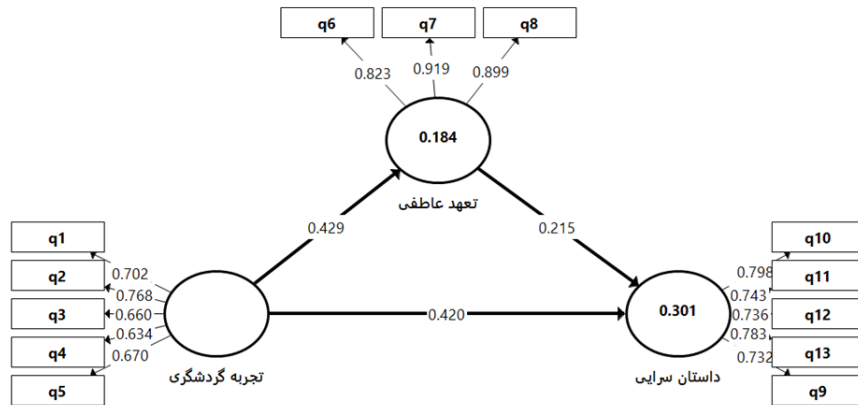 q6
q7
q8
0.823
0.919
0.899
0.184
تعهد عاطفی
0.429
0.215
q1
q2
q3
q4
q5
0.702
0.768
0.660
0.634
0.670
تجربه گردشگری
0.420
0.301
داستان سرایی
0.798
0.743
0.736
0.783
0.732
q10
q11
q12
q13
q9